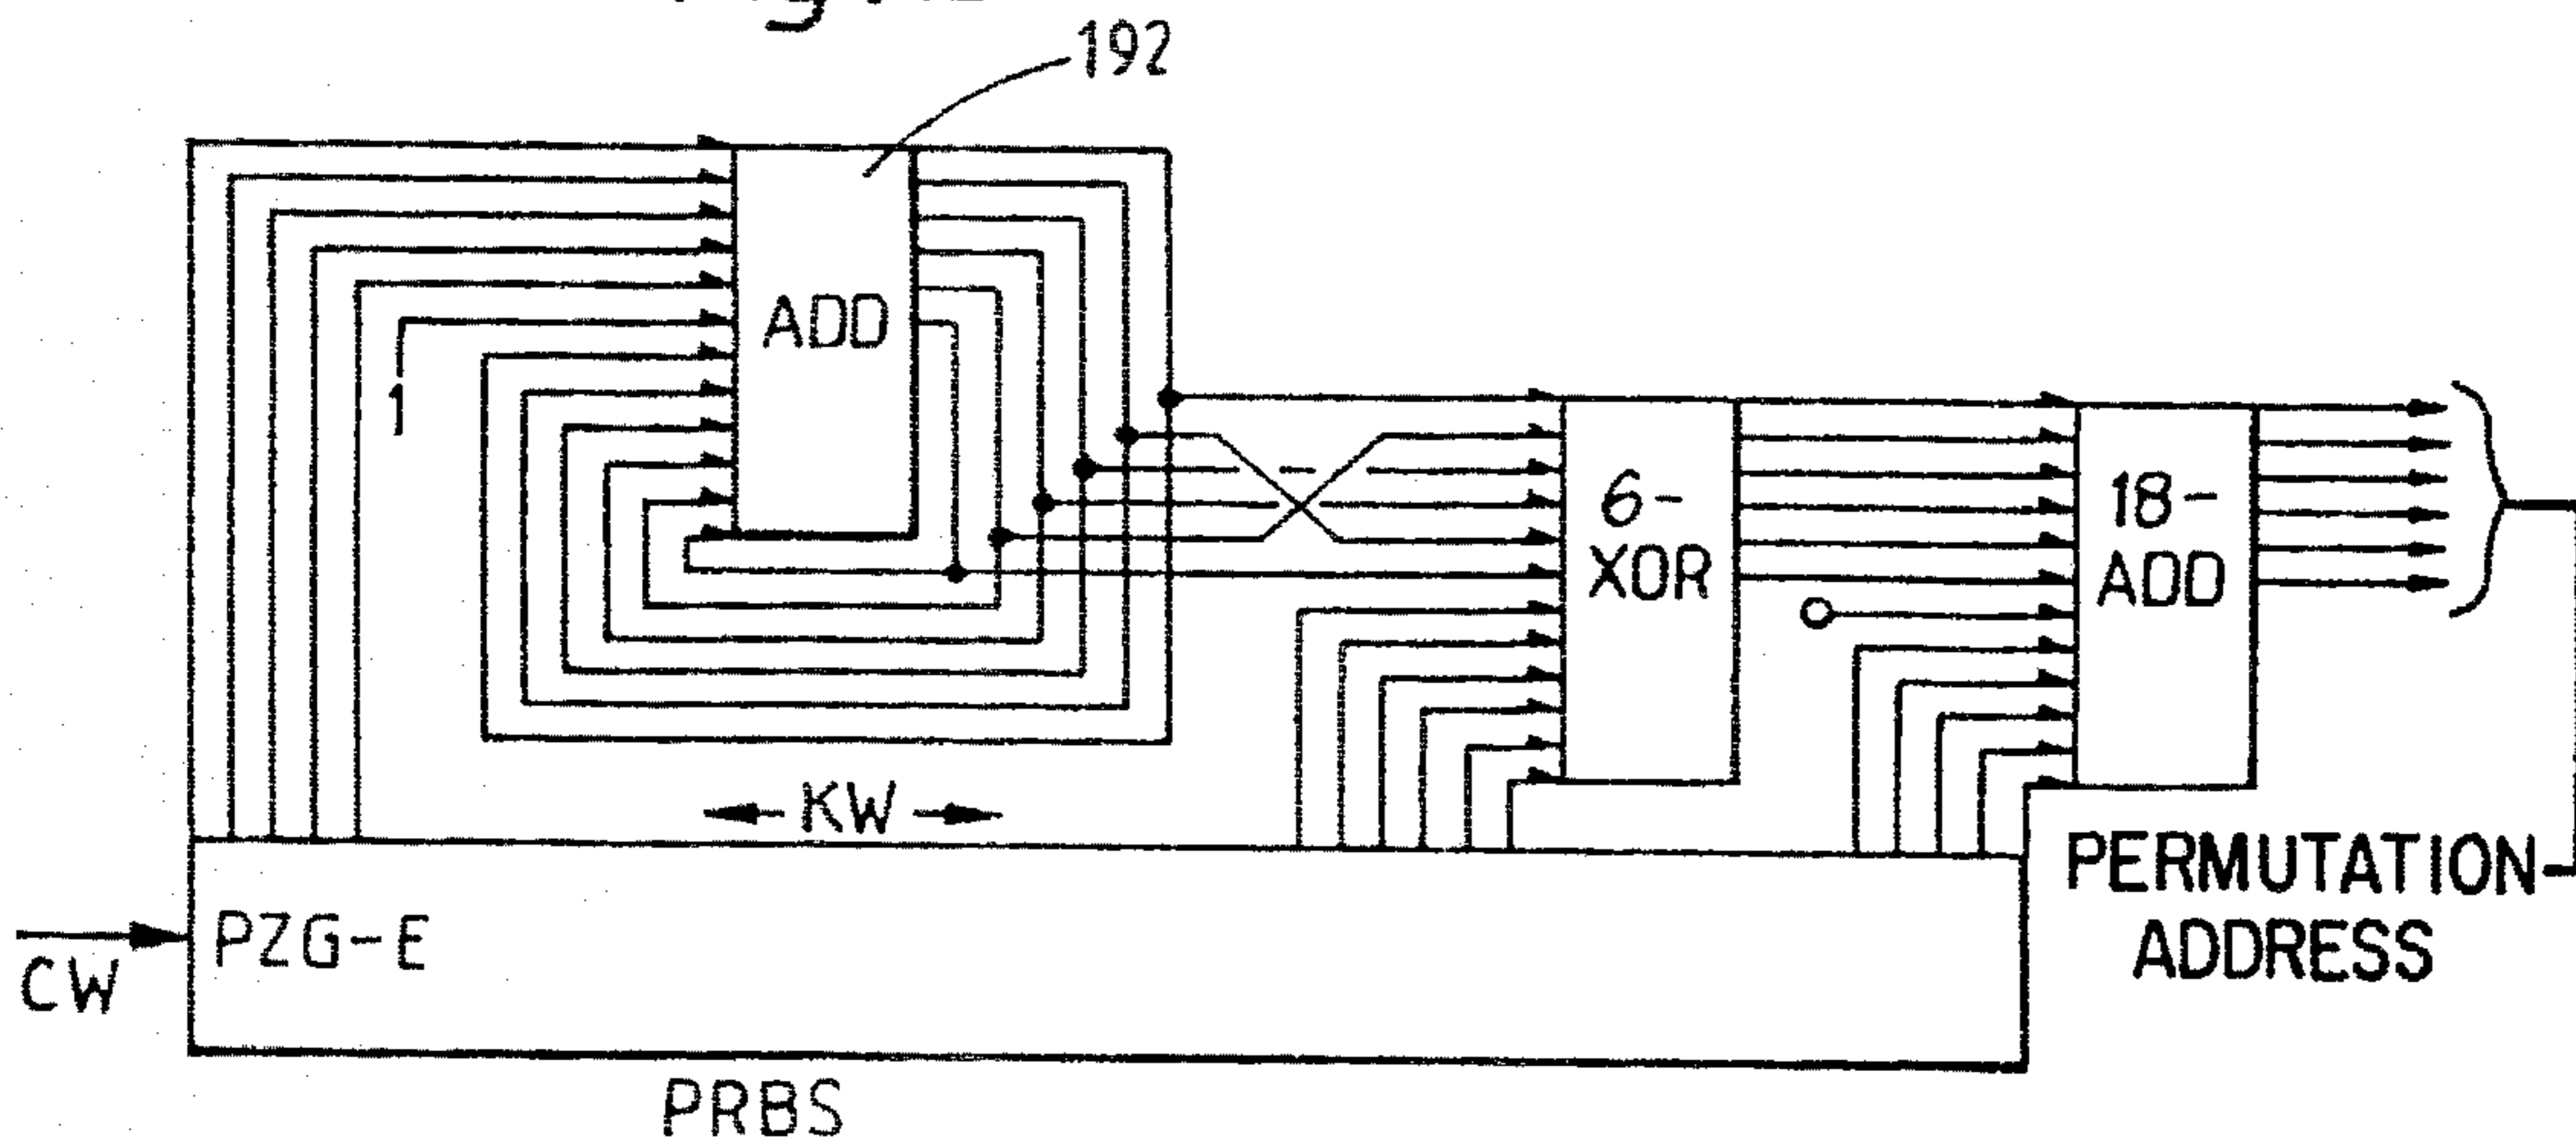 192
ADD
1
6-
XOR
18-
ADD
KW
PERMUTATION
ADDRESS
PZG-E
CW
PRBS